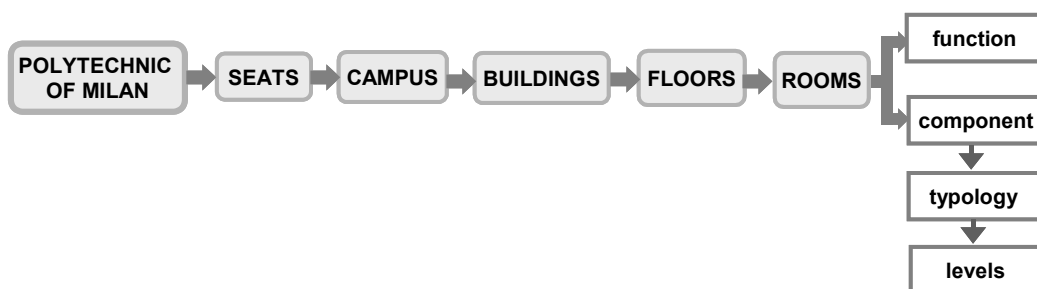 POLYTECHNIC
OF MILAN
SEATS
CAMPUS
BUILDINGS
FLOORS
ROOMS
function
component
typology
levels